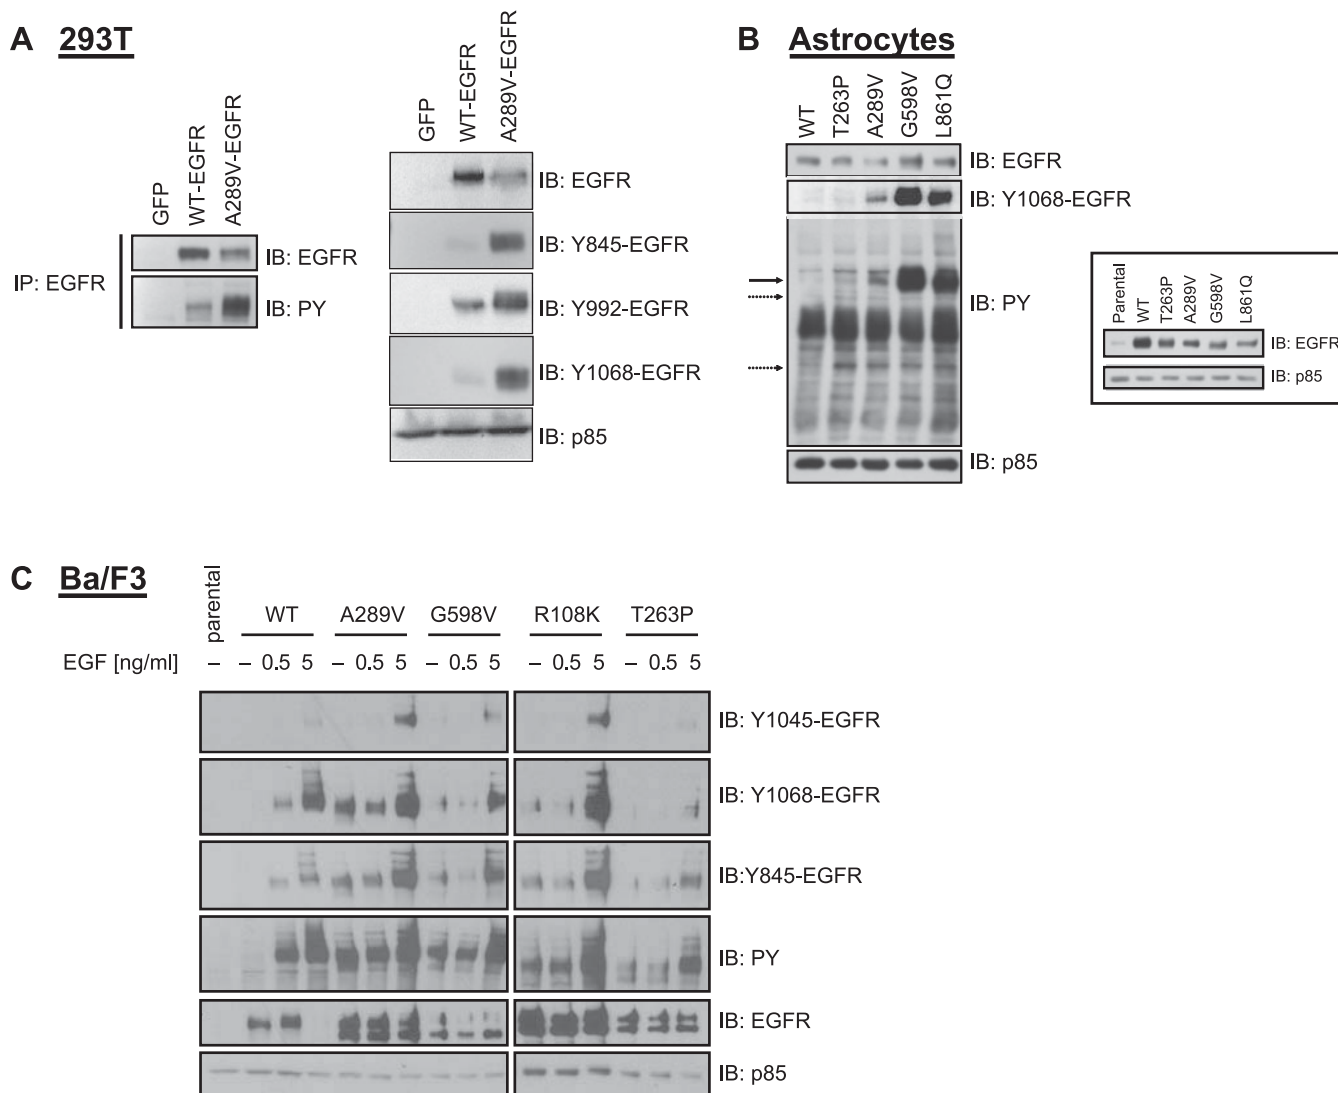 A 293T
GFP
WT-EGFR
A289V-EGFR
IP: EGFR
IB: EGFR
IB: PY
GFP
WT-EGFR
A289V-EGFR
IB: EGFR
IB: Y845-EGFR
IB: Y992-EGFR
IB: Y1068-EGFR
IB: p85
B Astrocytes
WT
T263P
A289V
G598V
L861Q
IB: EGFR
IB: Y1068-EGFR
IB: PY
IB: p85
Parental
WT
T263P
A289V
G598V
L861Q
IB: EGFR
IB: p85
C Ba/F3
parental
WT A289V G598V R108K T263P
EGF [ng/ml] – – 0.5 5 – 0.5 5 – 0.5 5 – 0.5 5 – 0.5 5
IB: Y1045-EGFR
IB: Y1068-EGFR
IB:Y845-EGFR
IB: PY
IB: EGFR
IB: p85